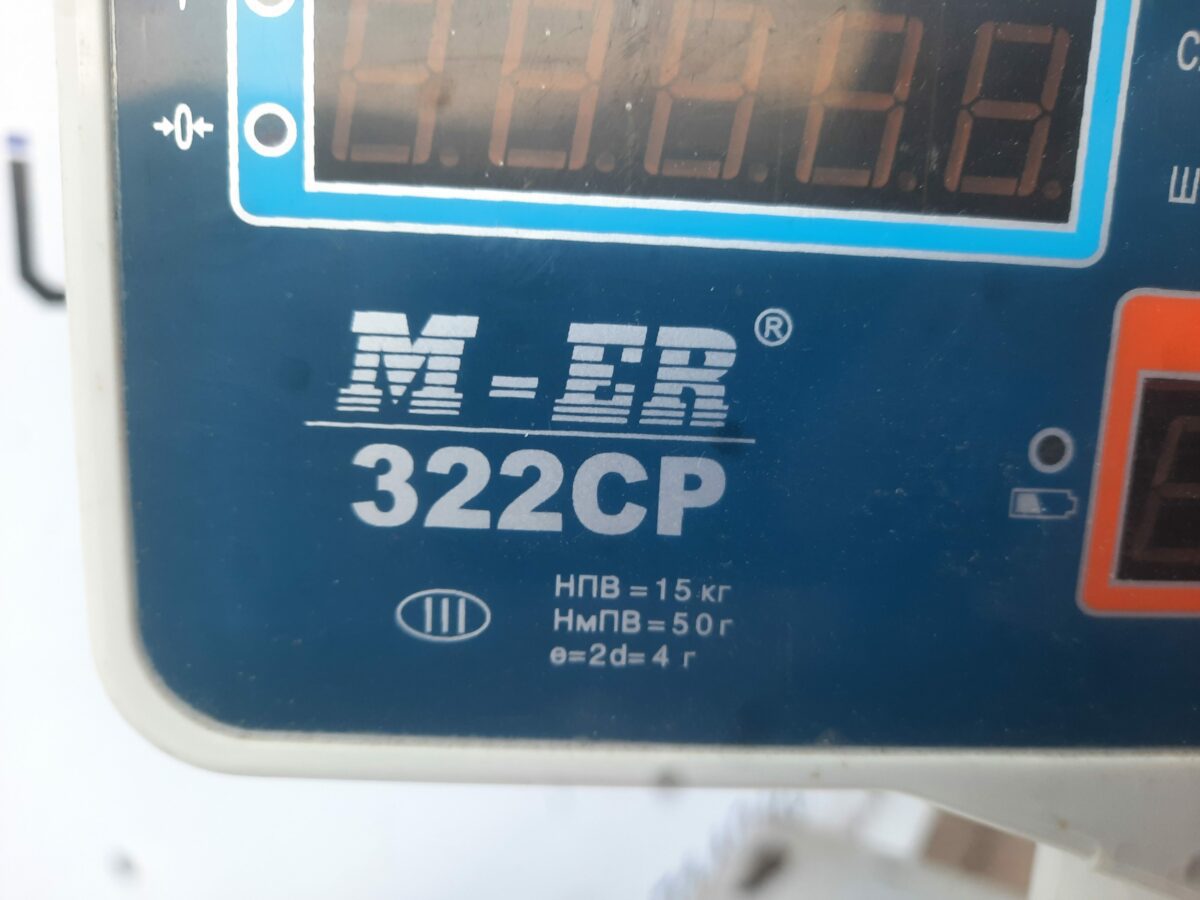 M-ER®
322CP
III
НПВ = 15 кг
НмПВ = 50 г
e=2d= 4 г